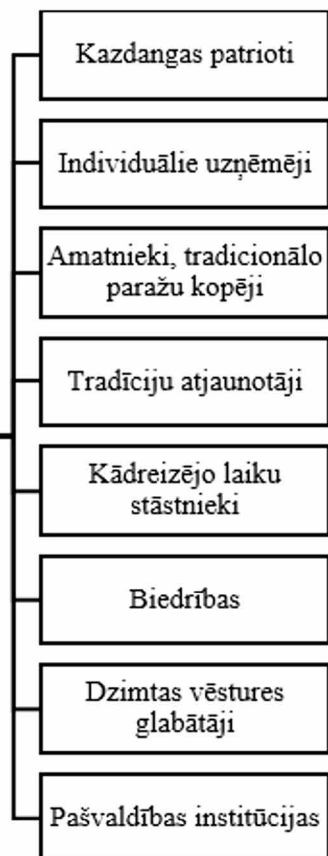 Kazdangas patrioti
Individuālie uzņēmēji
Amatnieki, tradicionālo
paražu kopēji
Tradīciju atjaunotāji
Kādreizējo laiku
stāstnieki
Biedrības
Dzimtas vēstures
glabātāji
Pašvaldības institūcijas